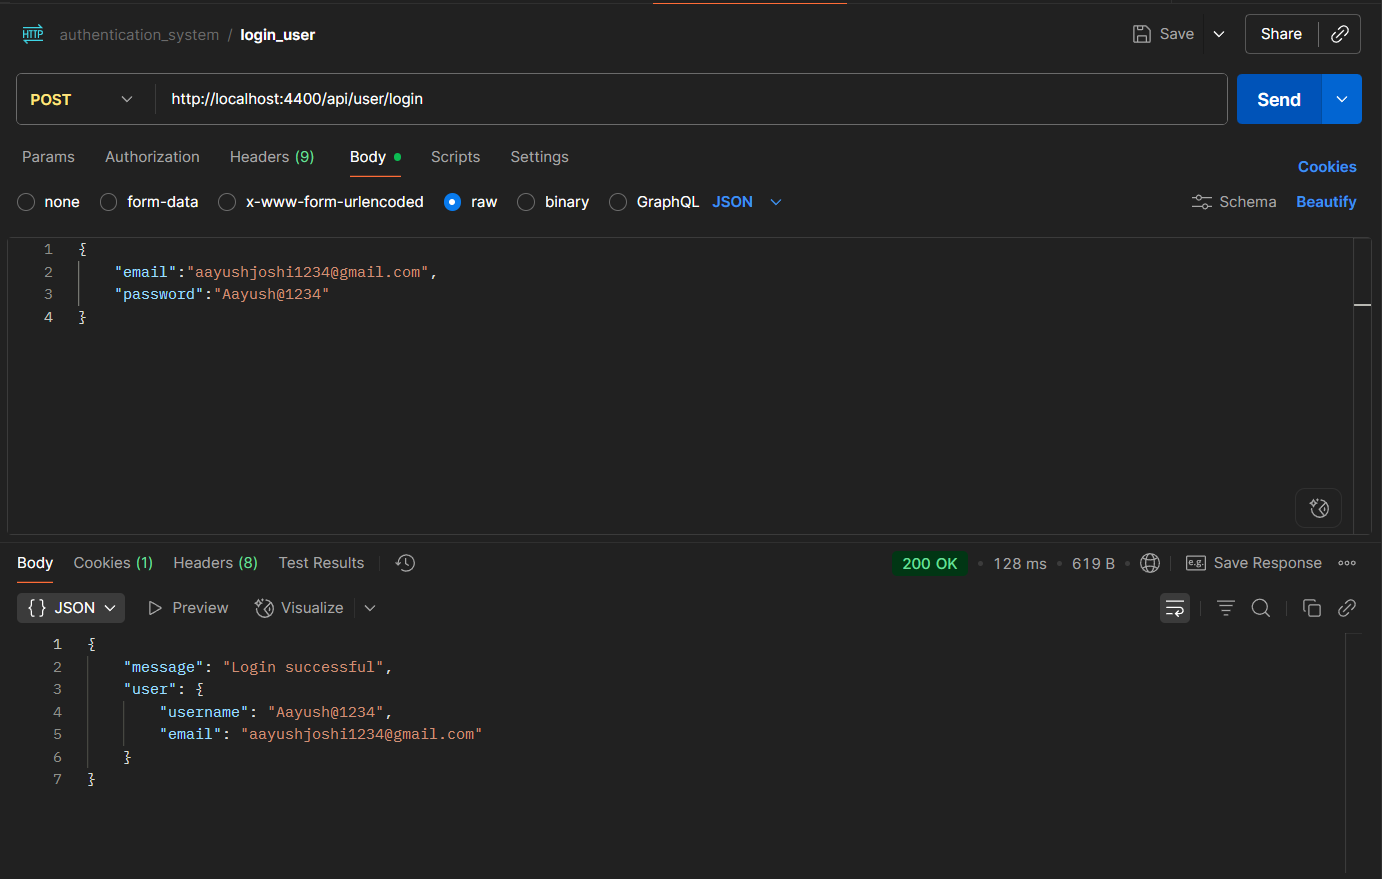 HTTP authentication_system / login_user Save Share
POST http://localhost:4400/api/user/login Send
Params Authorization Headers (9) Body Scripts Settings Cookies
none form-data x-www-form-urlencoded raw binary GraphQL JSON Schema Beautify
1 {
2 "email":"aayushjoshi1234@gmail.com",
3 "password":"Aayush@1234"
4 }
Body Cookies (1) Headers (8) Test Results 200 OK • 128 ms • 619 B • e.g. Save Response
{} JSON Preview Visualize
1 {
2 "message": "Login successful",
3 "user": {
4 "username": "Aayush@1234",
5 "email": "aayushjoshi1234@gmail.com"
6 }
7 }